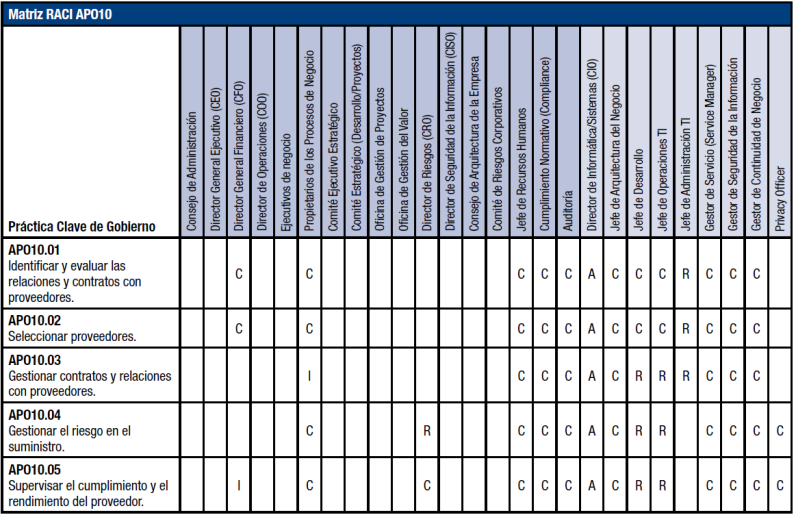 Matriz RACI APO10
Práctica Clave de Gobierno
Consejo de Administración
Director General Ejecutivo (CEO)
Director General Financiero (CFO)
Director de Operaciones (COO)
Ejecutivos de negocio
Propietarios de los Procesos de Negocio
Comité Ejecutivo Estratégico
Comité Estratégico (Desarrollo/Proyectos)
Oficina de Gestión de Proyectos
Oficina de Gestión del Valor
Director de Riesgos (CRO)
Director de Seguridad de la Información (CISO)
Consejo de Arquitectura de la Empresa
Comité de Riesgos Corporativos
Jefe de Recursos Humanos
Cumplimiento Normativo (Compliance)
Auditoría
Director de Informática/Sistemas (CIO)
Jefe de Arquitectura del Negocio
Jefe de Desarrollo
Jefe de Operaciones TI
Jefe de Administración TI
Gestor de Servicio (Service Manager)
Gestor de Seguridad de la Información
Gestor de Continuidad de Negocio
Privacy Officer
APO10.01
Identificar y evaluar las
relaciones y contratos con
proveedores.
C C C C C A C C C R C C C
APO10.02
Seleccionar proveedores.
C C C C C A C C C R C C C
APO10.03
Gestionar contratos y relaciones
con proveedores.
I C C C A C R R R C C C
APO10.04
Gestionar el riesgo en el
suministro.
C R C C C A C R R C C C C
APO10.05
Supervisar el cumplimiento y el
rendimiento del proveedor.
I C C C C C A C R R C C C C